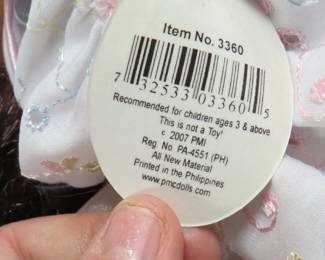 Item No. 3360
7 32533 03360 5
Recommended for children ages 3 & above
This is not a Toy!
c 2007 PMI
Reg. No. PA-4551 (PH)
All New Material
Printed in the Philippines
www.pmcdolls.com